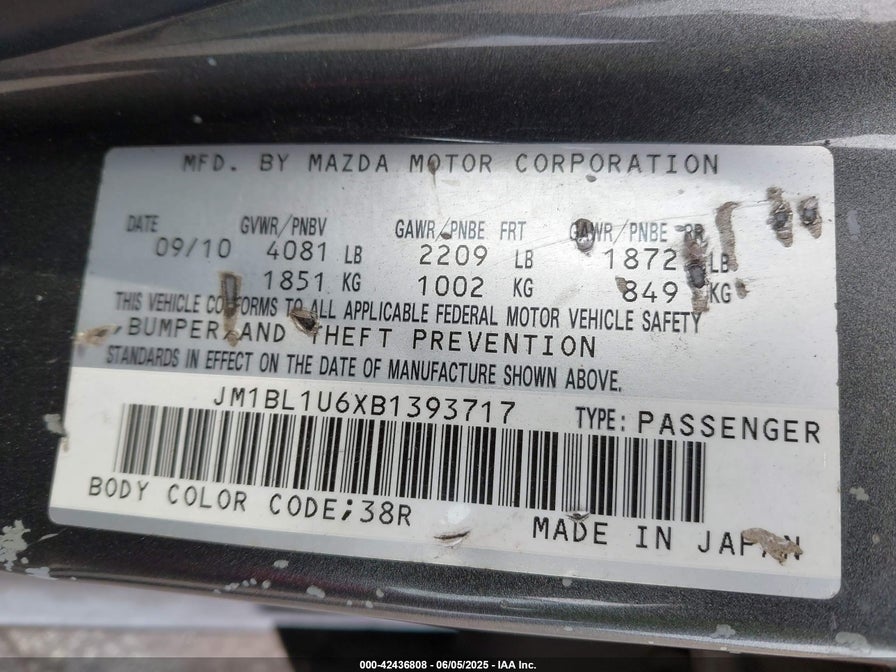 MFD. BY MAZDA MOTOR CORPORATION
DATE GVWR/PNBV GAWR/PNBE FRT GAWR/PNBE RR
09/10 4081 LB 2209 LB 1872 LB
1851 KG 1002 KG 849 KG
THIS VEHICLE CONFORMS TO ALL APPLICABLE FEDERAL MOTOR VEHICLE SAFETY
,BUMPER,AND THEFT PREVENTION
STANDARDS IN EFFECT ON THE DATE OF MANUFACTURE SHOWN ABOVE.
JM1BL1U6XB1393717 TYPE: PASSENGER
BODY COLOR CODE;38R
MADE IN JAPAN
000-42436808 - 06/05/2025 - IAA Inc.